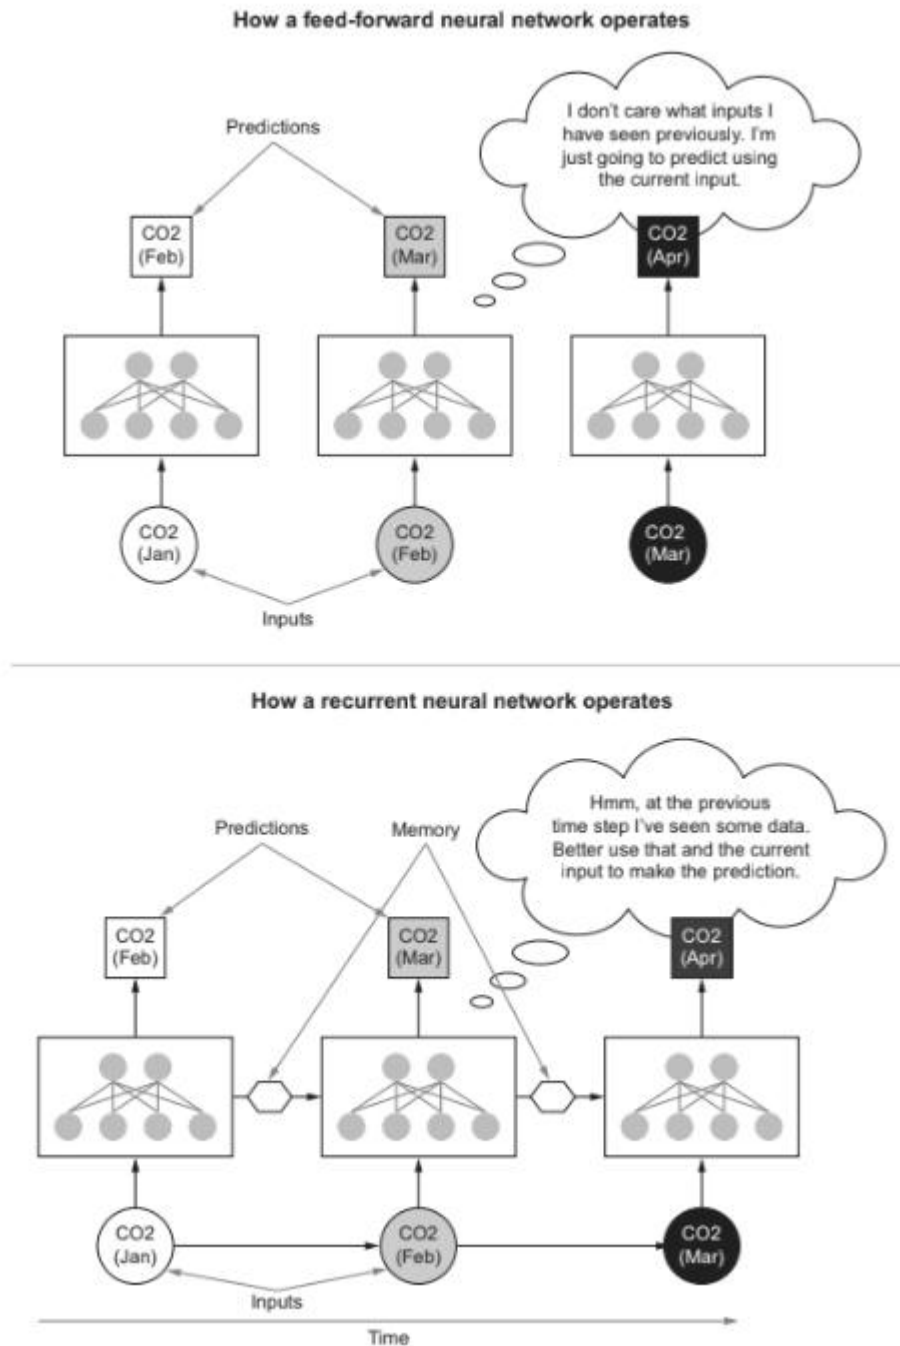 How a feed-forward neural network operates
I don't care what inputs I
have seen previously. I'm
just going to predict using
the current input.
Predictions
CO2
(Feb)
CO2
(Mar)
CO2
(Apr)
CO2
(Jan)
CO2
(Feb)
CO2
(Mar)
Inputs
How a recurrent neural network operates
Hmm, at the previous
time step I've seen some data.
Better use that and the current
input to make the prediction.
Predictions
Memory
CO2
(Feb)
CO2
(Mar)
CO2
(Apr)
CO2
(Jan)
CO2
(Feb)
CO2
(Mar)
Inputs
Time